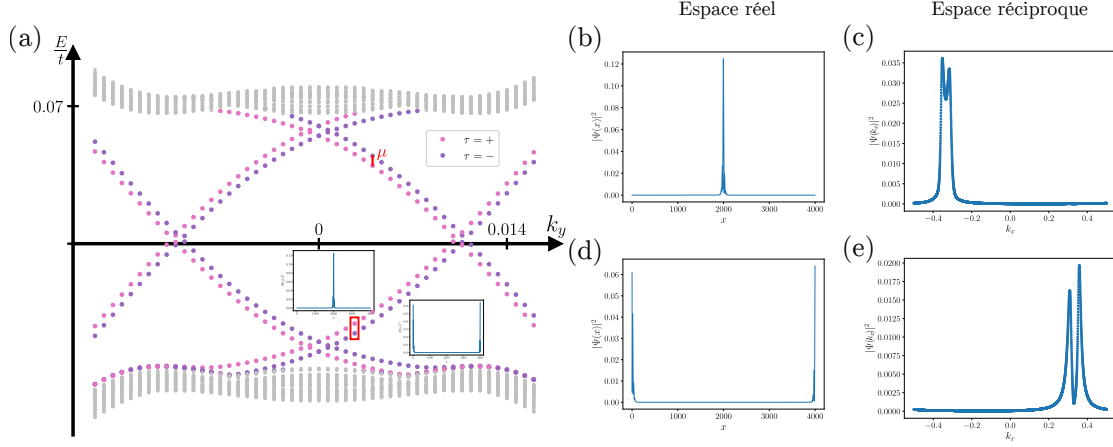 Espace réel
Espace réciproque
(a)
E/t
0.07
τ = +
τ = −
μ
0
0.014
k_y
(b)
|Ψ(x)|²
0.12
0.10
0.08
0.06
0.04
0.02
0.00
0
1000
2000
3000
4000
x
(c)
|Ψ(k_x)|²
0.035
0.030
0.025
0.020
0.015
0.010
0.005
0.000
−0.4
−0.2
0.0
0.2
0.4
k_x
(d)
|Ψ(x)|²
0.06
0.05
0.04
0.03
0.02
0.01
0.00
0
1000
2000
3000
4000
x
(e)
|Ψ(k_x)|²
0.0200
0.0175
0.0150
0.0125
0.0100
0.0075
0.0050
0.0025
0.0000
−0.4
−0.2
0.0
0.2
0.4
k_x